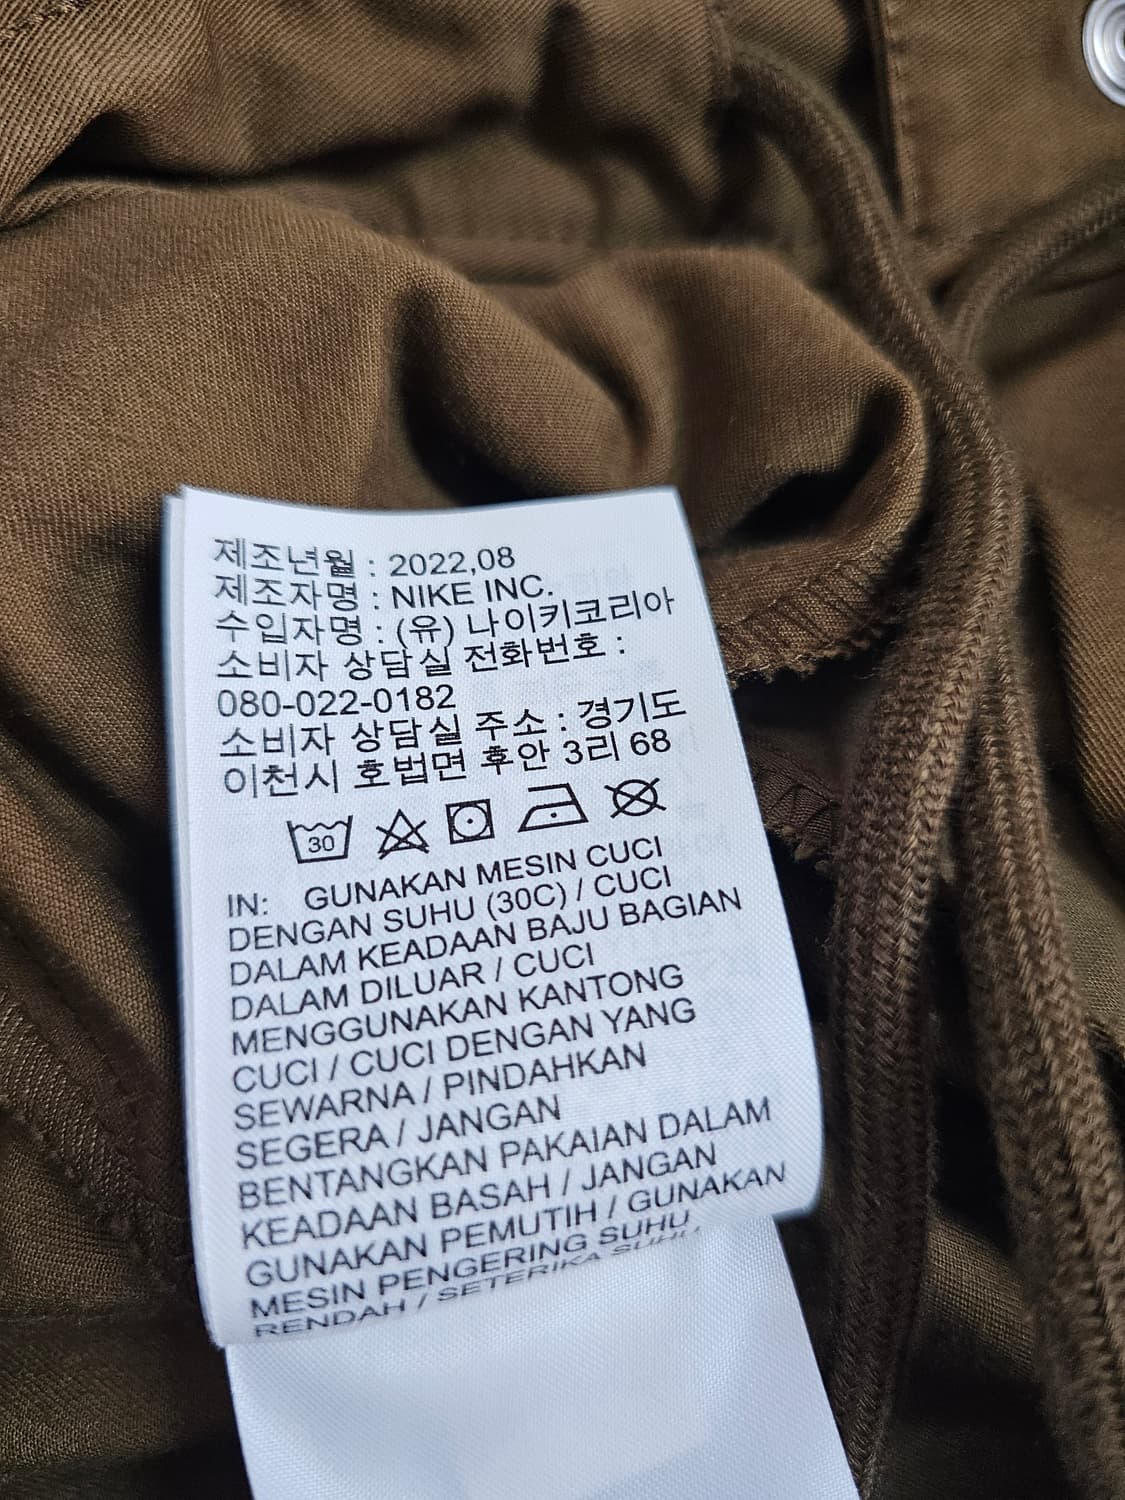 제조년월 : 2022,08
제조자명 : NIKE INC.
수입자명 : (유) 나이키코리아
소비자 상담실 전화번호 :
080-022-0182
소비자 상담실 주소 : 경기도
이천시 호법면 후안 3리 68
30
IN: GUNAKAN MESIN CUCI
DENGAN SUHU (30C) / CUCI
DALAM KEADAAN BAJU BAGIAN
DALAM DILUAR / CUCI
MENGGUNAKAN KANTONG
CUCI / CUCI DENGAN YANG
SEWARNA / PINDAHKAN
SEGERA / JANGAN
BENTANGKAN PAKAIAN DALAM
KEADAAN BASAH / JANGAN
GUNAKAN PEMUTIH / GUNAKAN
MESIN PENGERING SUHU
RENDAH / SETERIKA SUHU